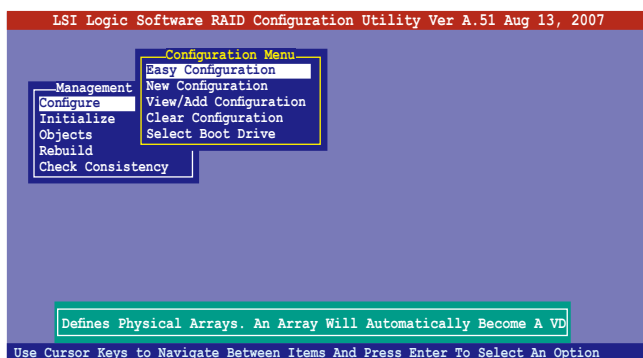 LSI Logic Software RAID Configuration Utility Ver A.51 Aug 13, 2007
Configuration Menu
Easy Configuration
New Configuration
View/Add Configuration
Clear Configuration
Select Boot Drive
Management
Configure
Initialize
Objects
Rebuild
Check Consistency
Defines Physical Arrays. An Array Will Automatically Become A VD
Use Cursor Keys to Navigate Between Items And Press Enter To Select An Option